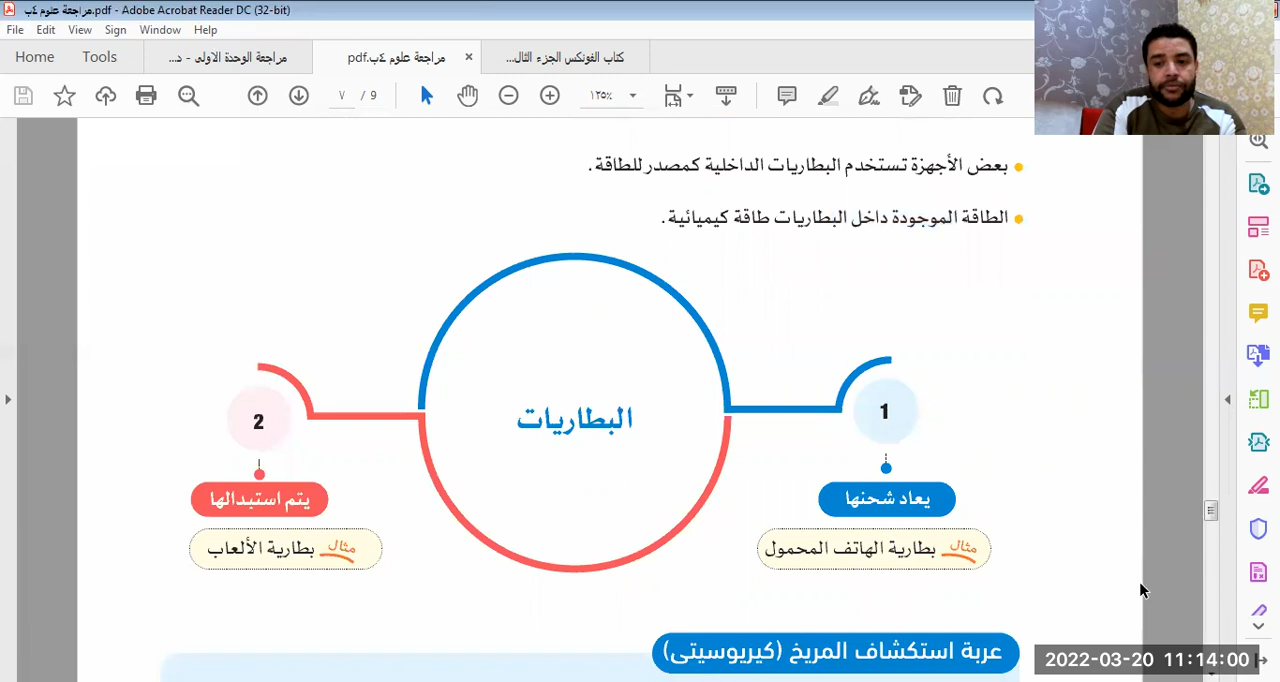 مراجعة علوم ٤ب.pdf - Adobe Acrobat Reader DC (32-bit)
File Edit View Sign Window Help
Home Tools مراجعة الوحدة الاولى - د... مراجعة علوم ٤ب.pdf × كتاب الفونكس الجزء الثال...
٧ / 9 ١٢٥%
بعض الأجهزة تستخدم البطاريات الداخلية كمصدر للطاقة .
الطاقة الموجودة داخل البطاريات طاقة كيميائية .
البطاريات
1
يعاد شحنها
مثال بطارية الهاتف المحمول
2
يتم استبدالها
مثال بطارية الألعاب
عربة استكشاف المريخ (كيريوسيتى)
2022-03-20 11:14:00